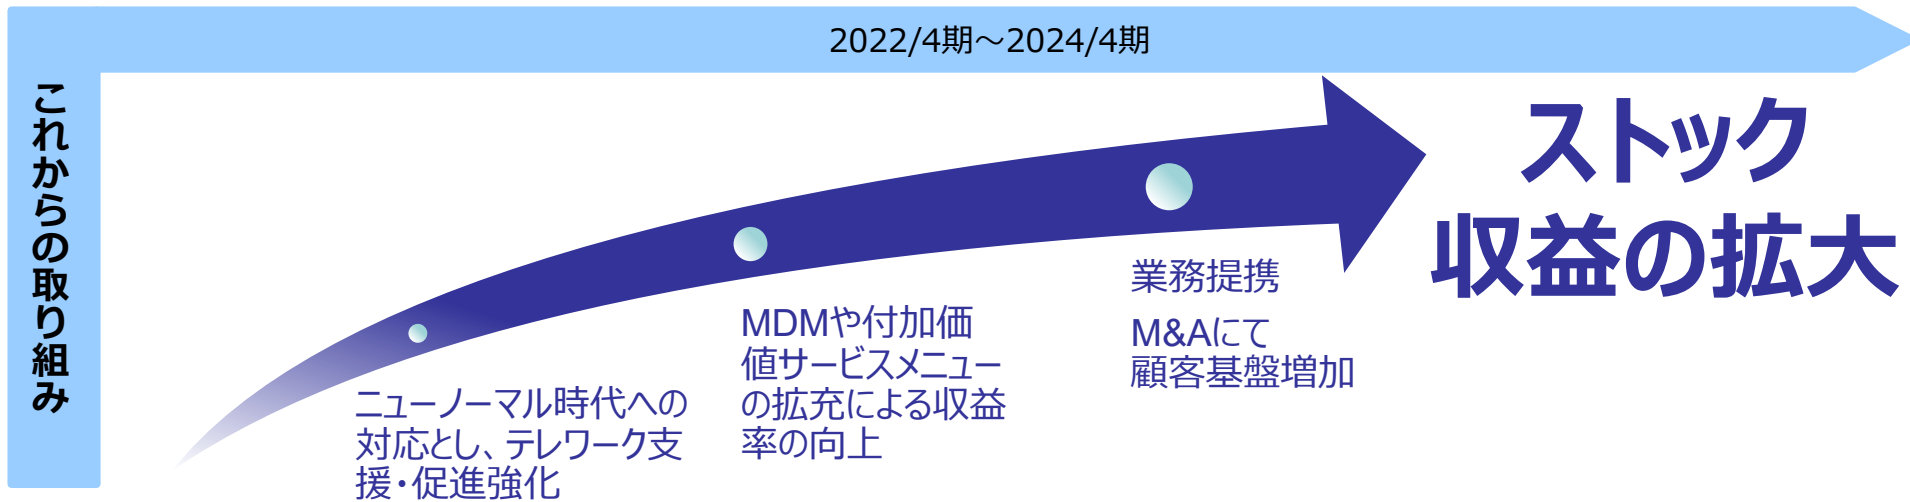 2022/4期～2024/4期
これからの取り組み
ニューノーマル時代への
対応とし、テレワーク支
援・促進強化
MDMや付加価
値サービスメニュー
の拡充による収益
率の向上
業務提携
M&Aにて
顧客基盤増加
ストック
収益の拡大